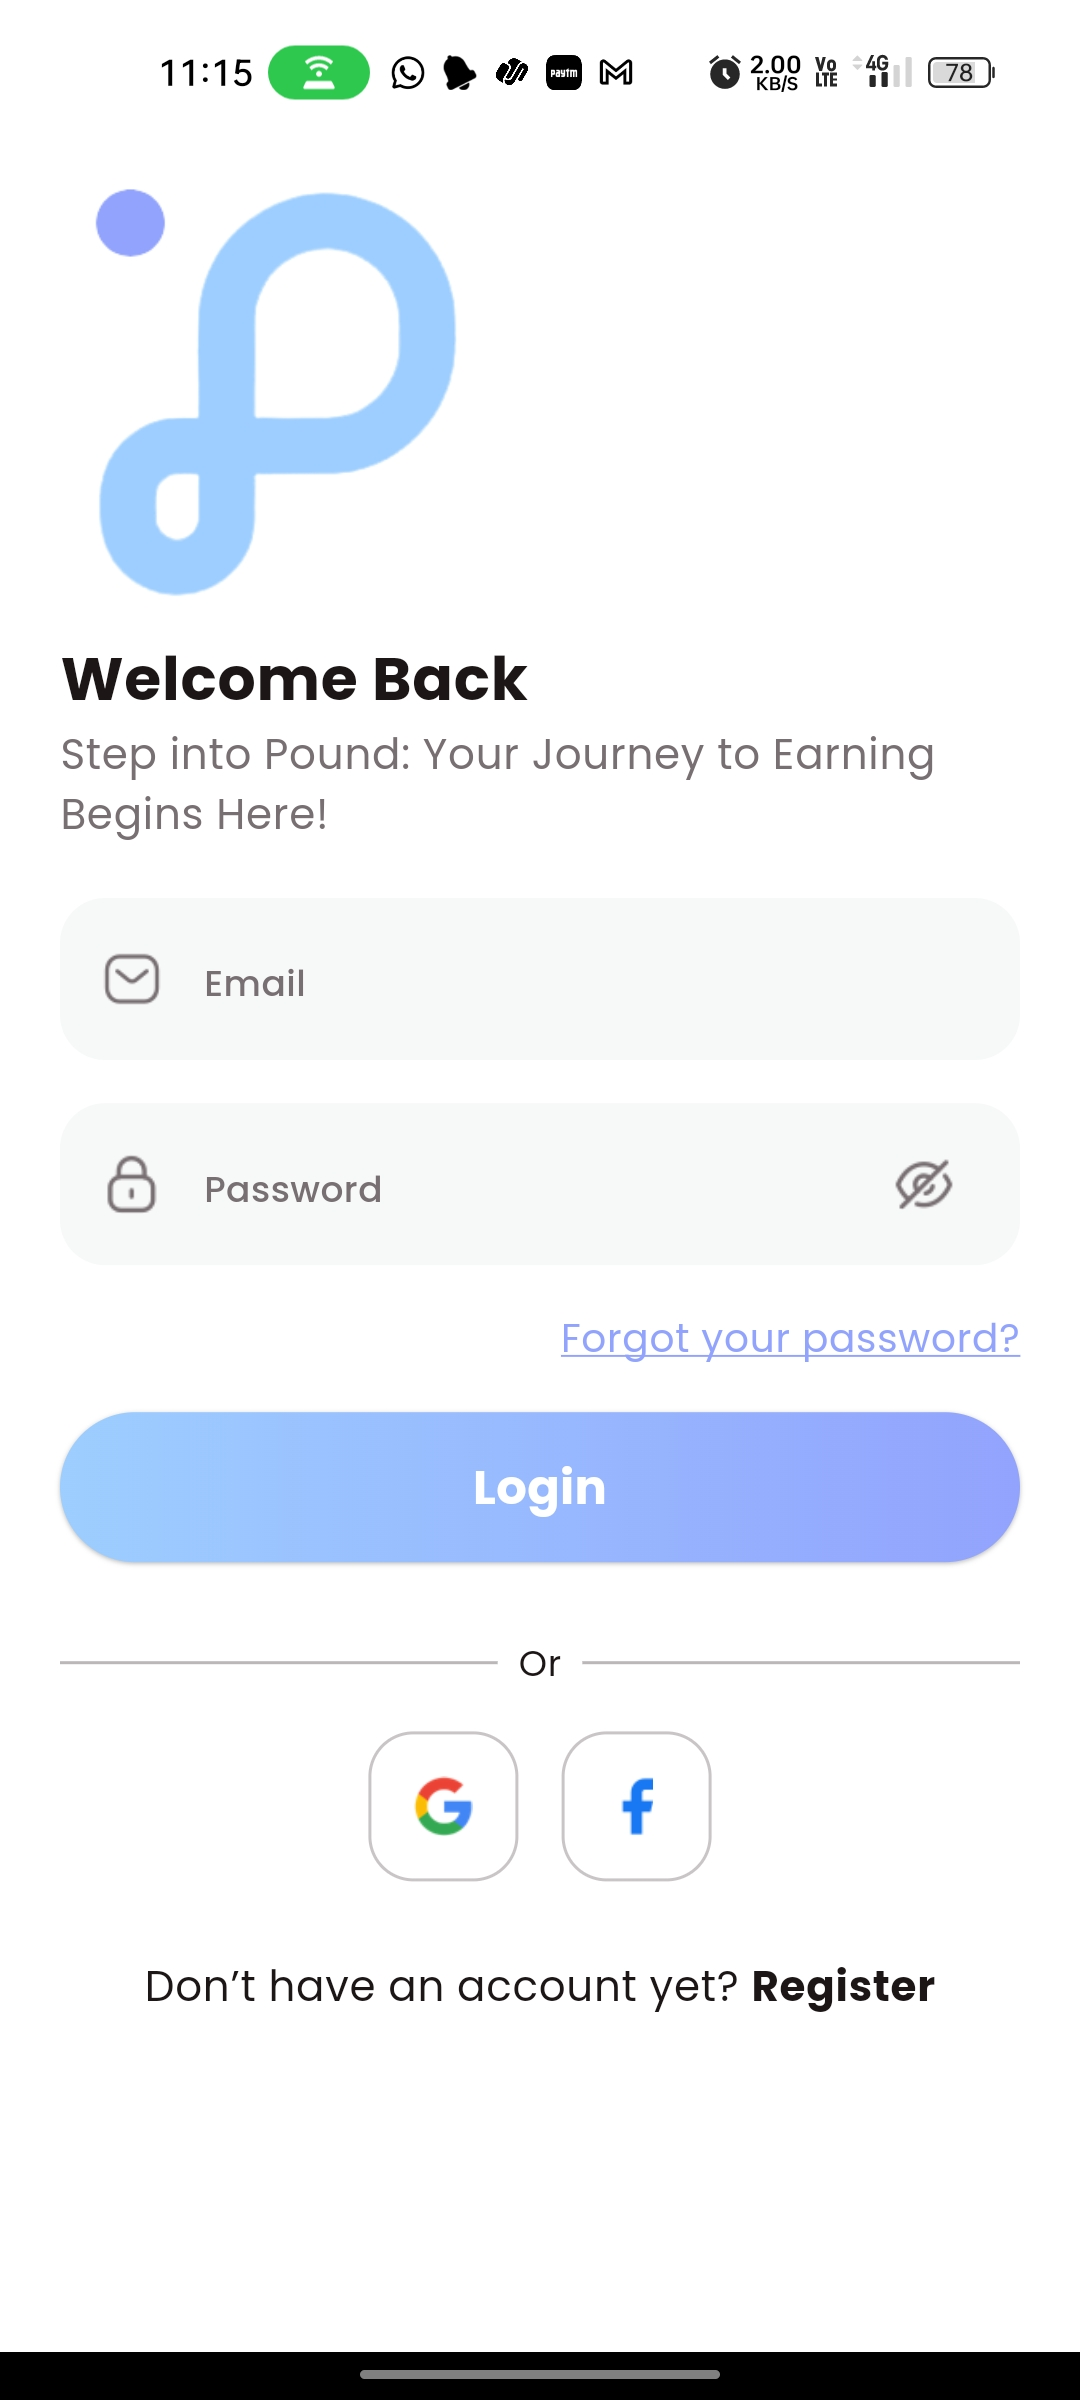 11:15 paytm 2.00 KB/S Vo LTE 4G 78
Welcome Back
Step into Pound: Your Journey to Earning
Begins Here!
Email
Password
Forgot your password?
Login
Or
Don’t have an account yet? Register